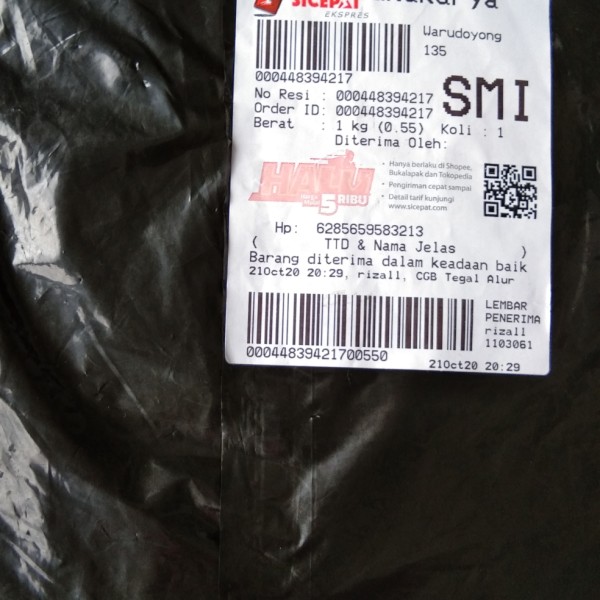 SICEPAT
EKSPRES
Warudoyong
135
000448394217
SMI
No Resi : 000448394217
Order ID: 000448394217
Berat : 1 kg (0.55) Koli : 1
Diterima Oleh:
HALU
5 RIBU
• Hanya berlaku di Shopee,
Bukalapak dan Tokopedia
• Pengiriman cepat sampai
• Detail tarif kunjungi
www.sicepat.com
Hp: 6285659583213
( TTD & Nama Jelas )
Barang diterima dalam keadaan baik
21Oct20 20:29, rizall, CGB Tegal Alur
LEMBAR
PENERIMA
rizall
1103061
00044839421700550
21Oct20 20:29